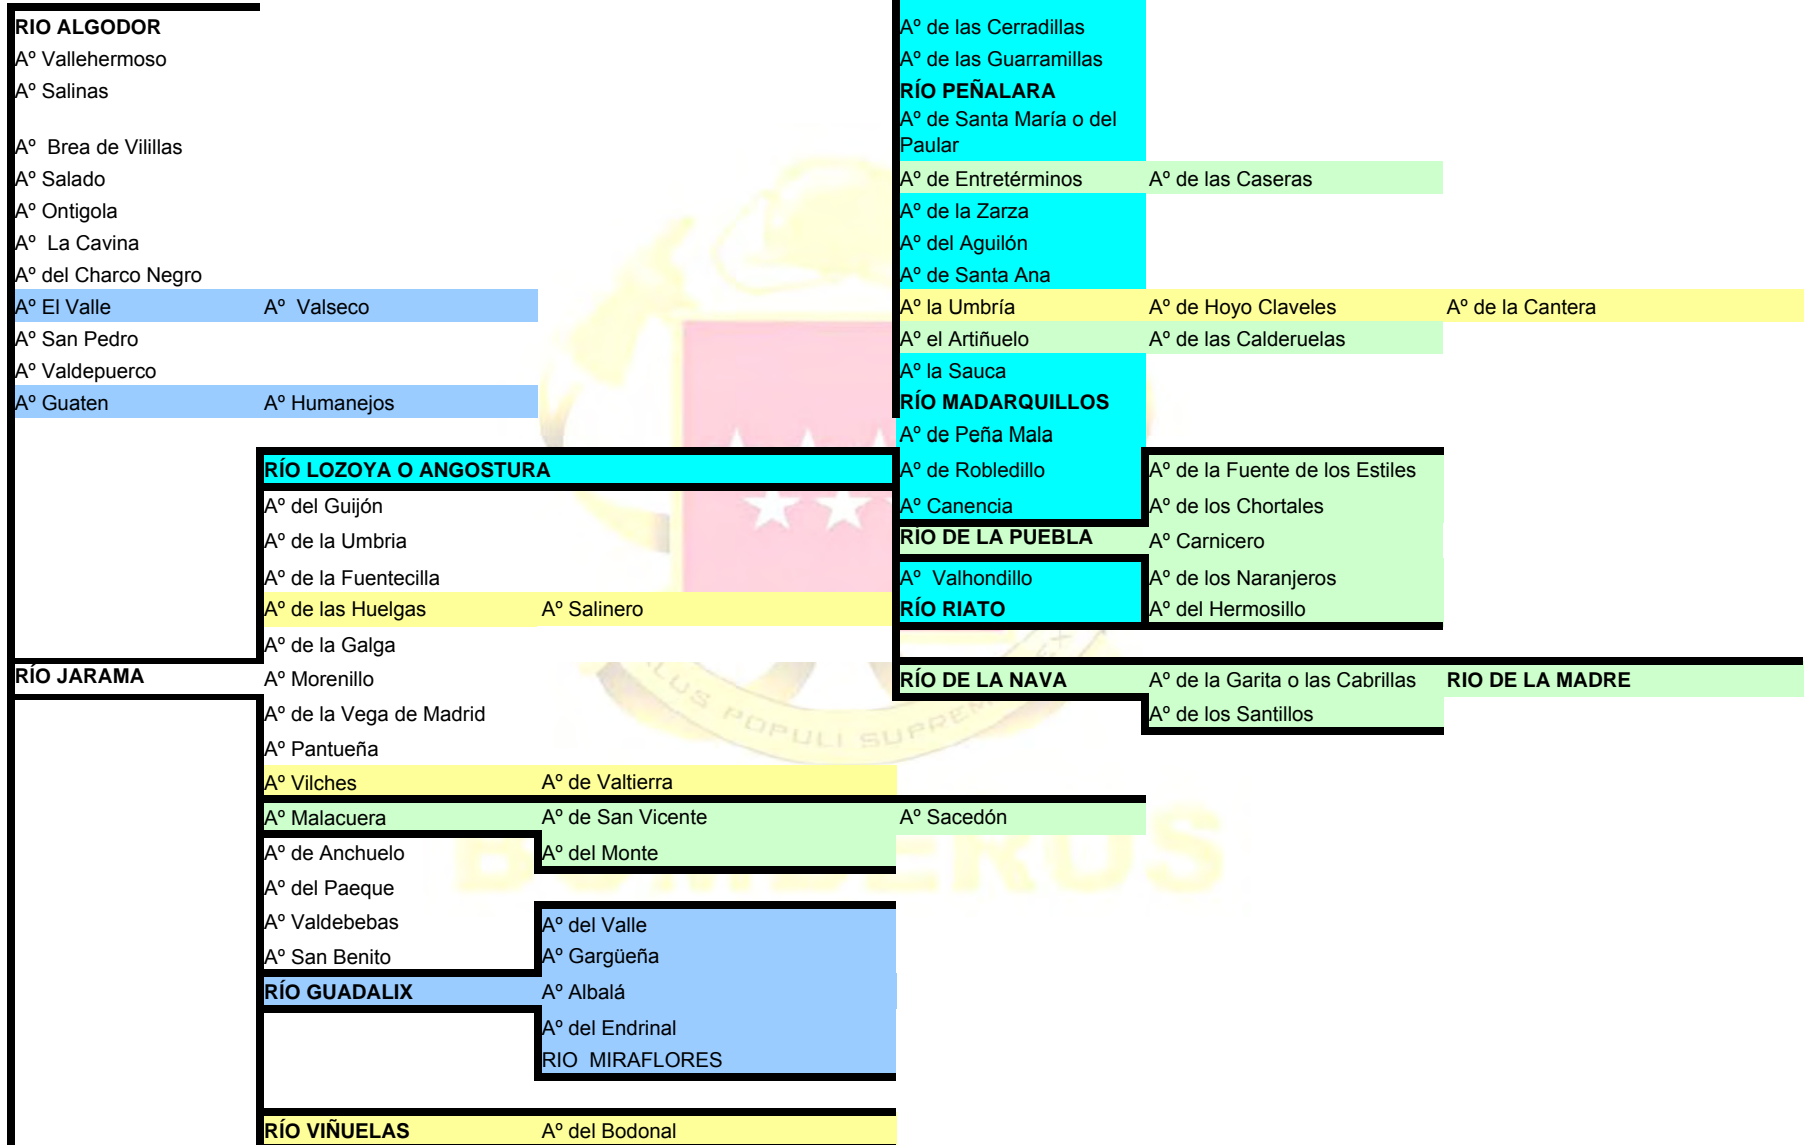 RIO ALGODOR
Aº Vallehermoso
Aº Salinas
Aº Brea de Vilillas
Aº Salado
Aº Ontigola
Aº La Cavina
Aº del Charco Negro
Aº El Valle Aº Valseco
Aº San Pedro
Aº Valdepuerco
Aº Guaten Aº Humanejos
Aº de las Cerradillas
Aº de las Guarramillas
RÍO PEÑALARA
Aº de Santa María o del
Paular
Aº de Entretérminos Aº de las Caseras
Aº de la Zarza
Aº del Aguilón
Aº de Santa Ana
Aº la Umbría Aº de Hoyo Claveles Aº de la Cantera
Aº el Artiñuelo Aº de las Calderuelas
Aº la Sauca
RÍO MADARQUILLOS
Aº de Peña Mala
RÍO LOZOYA O ANGOSTURA Aº de Robledillo Aº de la Fuente de los Estiles
Aº del Guijón Aº Canencia Aº de los Chortales
Aº de la Umbria RÍO DE LA PUEBLA Aº Carnicero
Aº de la Fuentecilla Aº Valhondillo Aº de los Naranjeros
Aº de las Huelgas Aº Salinero RÍO RIATO Aº del Hermosillo
Aº de la Galga
RÍO JARAMA Aº Morenillo RÍO DE LA NAVA Aº de la Garita o las Cabrillas RIO DE LA MADRE
Aº de la Vega de Madrid Aº de los Santillos
Aº Pantueña
Aº Vilches Aº de Valtierra
Aº Malacuera Aº de San Vicente Aº Sacedón
Aº de Anchuelo Aº del Monte
Aº del Paeque
Aº Valdebebas Aº del Valle
Aº San Benito Aº Gargüeña
RÍO GUADALIX Aº Albalá
Aº del Endrinal
RIO MIRAFLORES
RÍO VIÑUELAS Aº del Bodonal
POPULI
BOMBEROS